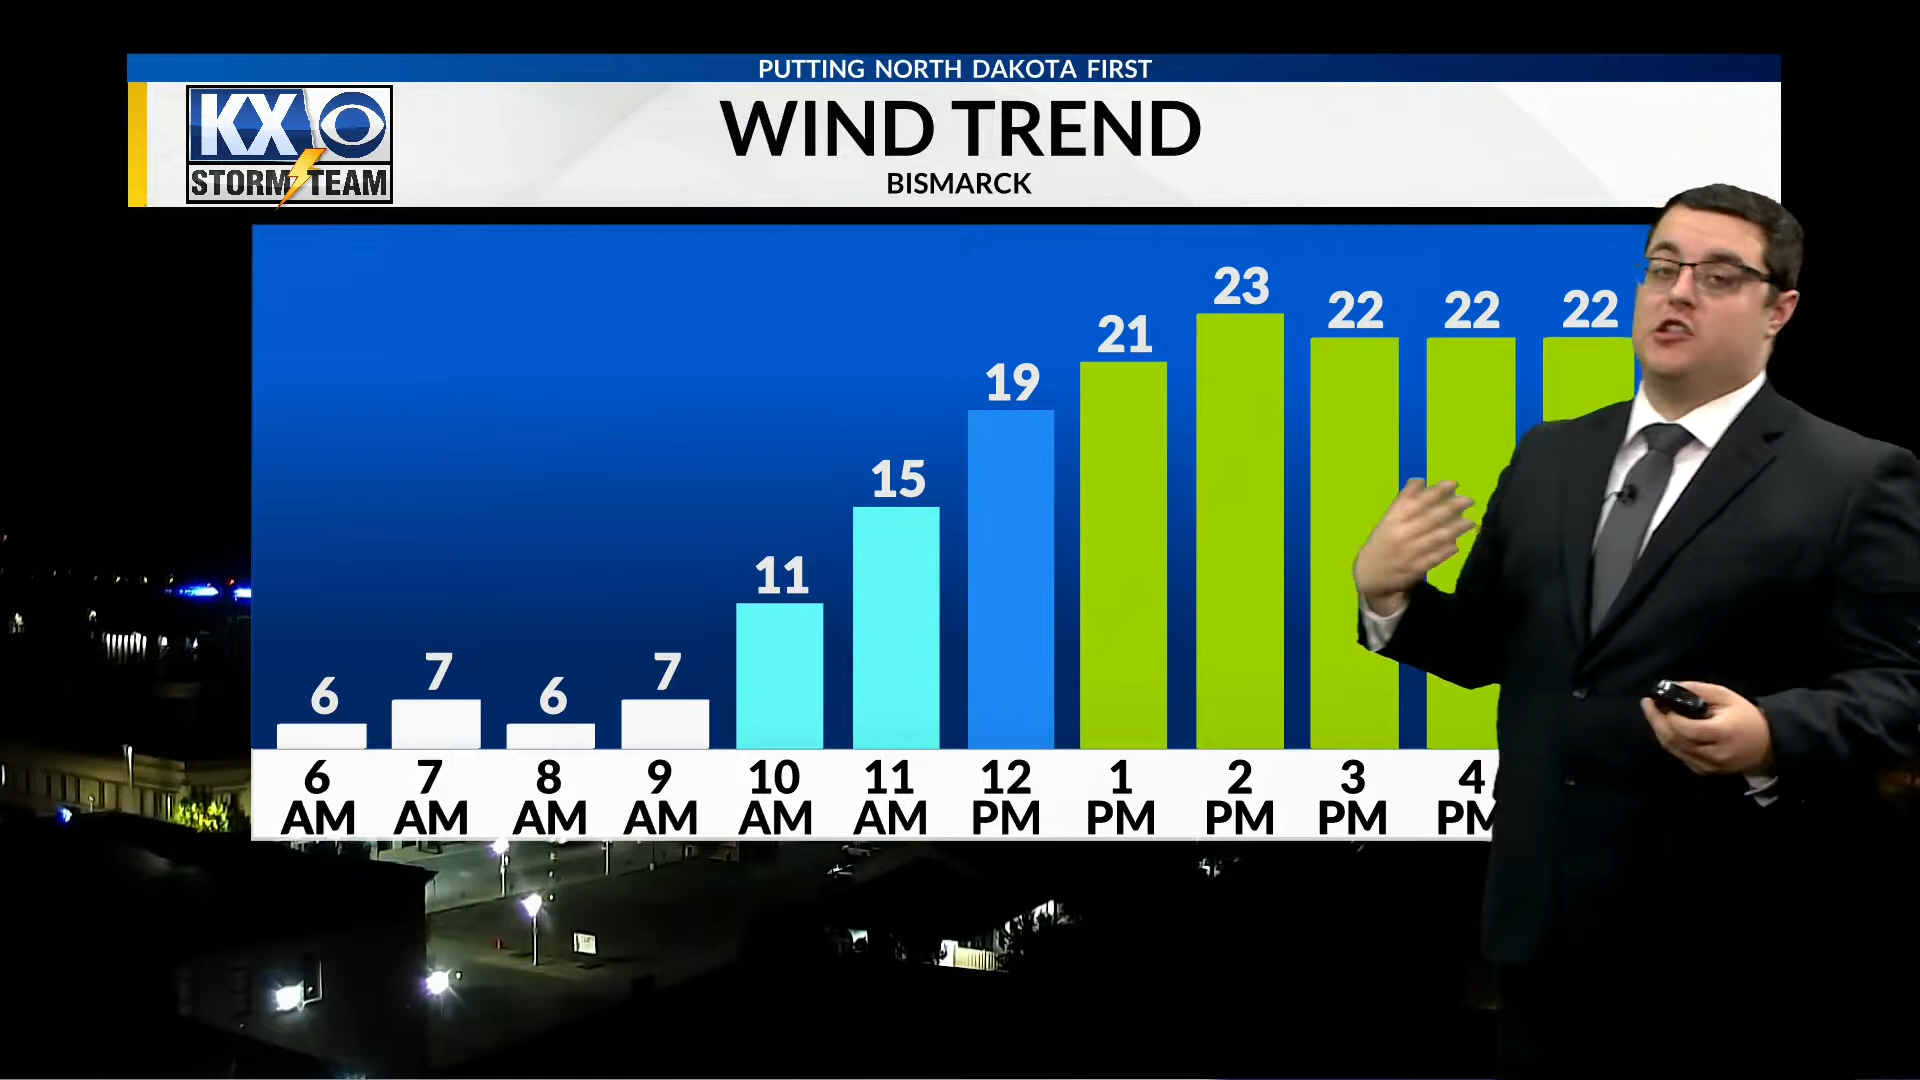 PUTTING NORTH DAKOTA FIRST
KX
STORM TEAM
WIND TREND
BISMARCK
6 7 6 7 11 15 19 21 23 22 22 22
6 7 8 9 10 11 12 1 2 3 4
AM AM AM AM AM AM PM PM PM PM PM